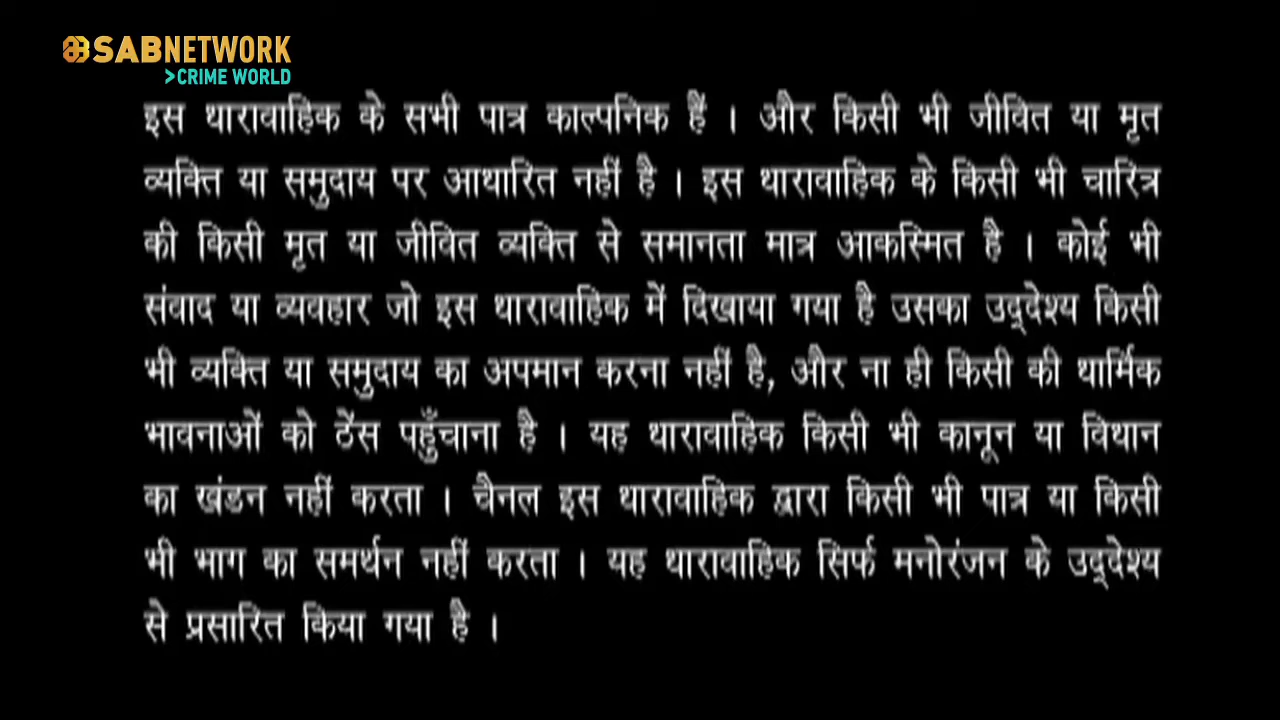 SABNETWORK
>CRIME WORLD
इस धारावाहिक के सभी पात्र काल्पनिक हैं । और किसी भी जीवित या मृत
व्यक्ति या समुदाय पर आधारित नहीं है । इस धारावाहिक के किसी भी चारित्र
की किसी मृत या जीवित व्यक्ति से समानता मात्र आकस्मित है । कोई भी
संवाद या व्यवहार जो इस धारावाहिक में दिखाया गया है उसका उद्देश्य किसी
भी व्यक्ति या समुदाय का अपमान करना नहीं है, और ना ही किसी की धार्मिक
भावनाओं को ठेंस पहुँचाना है । यह धारावाहिक किसी भी कानून या विधान
का खंडन नहीं करता । चैनल इस धारावाहिक द्वारा किसी भी पात्र या किसी
भी भाग का समर्थन नहीं करता । यह धारावाहिक सिर्फ मनोरंजन के उद्देश्य
से प्रसारित किया गया है ।